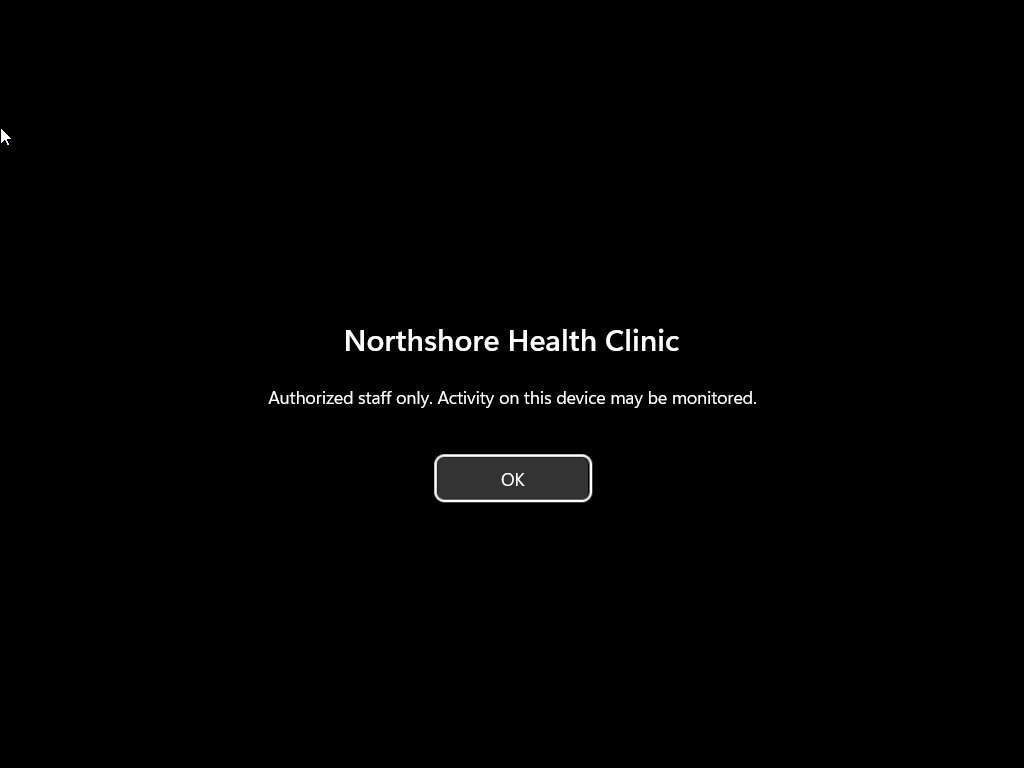 Northshore Health Clinic
Authorized staff only. Activity on this device may be monitored.
OK